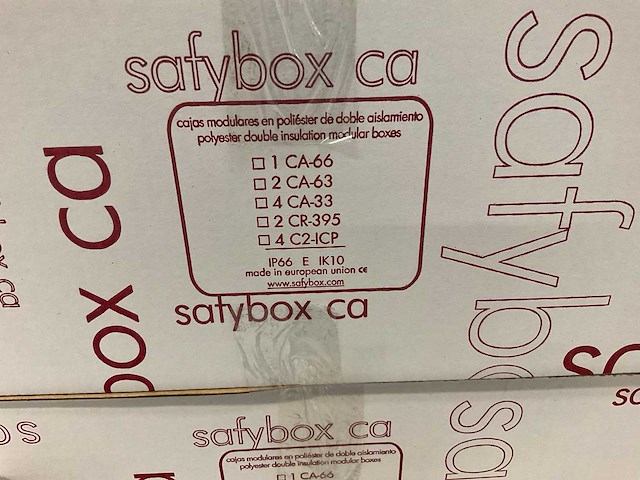 safybox ca
cajas modulares en poliéster de doble aislamiento
polyester double insulation modular boxes
☐ 1 CA-66
☐ 2 CA-63
☐ 4 CA-33
☐ 2 CR-395
☐ 4 C2-ICP
IP66 E IK10
made in european union CE
www.safybox.com
safybox ca
box ca
safybox
safybox ca
cajas modulares en poliéster de doble aislamiento
polyester double insulation modular boxes
☐ 1 CA-66